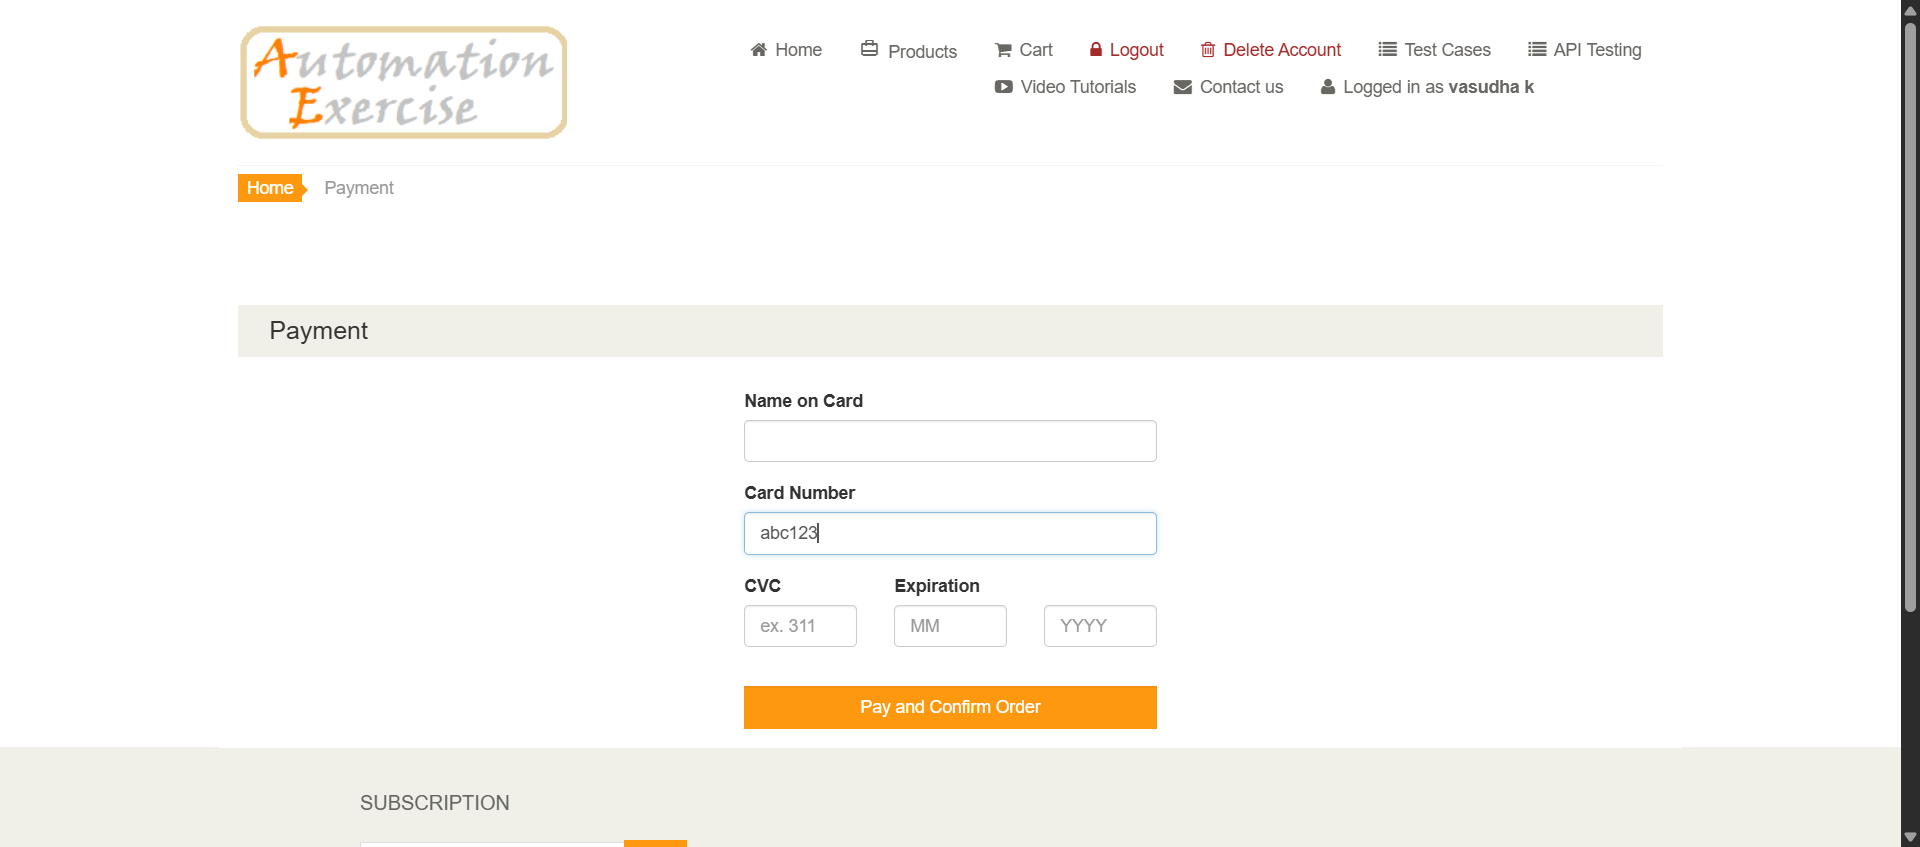 Automation
Exercise
Home Products Cart Logout Delete Account Test Cases API Testing
Video Tutorials Contact us Logged in as vasudha k
Home Payment
Payment
Name on Card
Card Number
abc123
CVC Expiration
ex. 311 MM YYYY
Pay and Confirm Order
SUBSCRIPTION